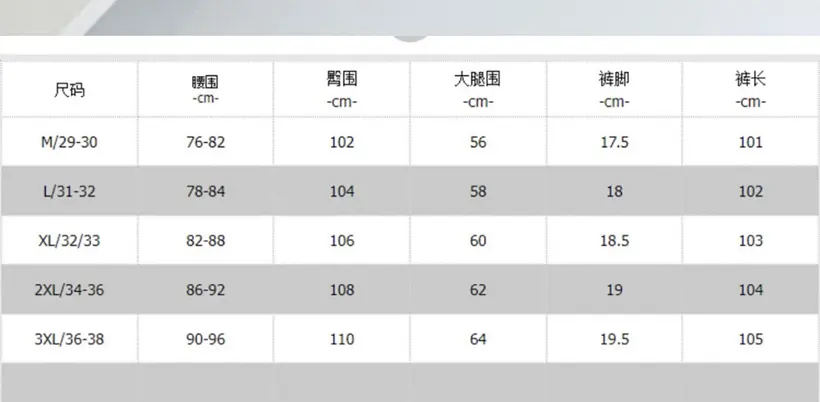 尺码 腰围 臀围 大腿围 裤脚 裤长
-cm- -cm- -cm- -cm- -cm-
M/29-30 76-82 102 56 17.5 101
L/31-32 78-84 104 58 18 102
XL/32/33 82-88 106 60 18.5 103
2XL/34-36 86-92 108 62 19 104
3XL/36-38 90-96 110 64 19.5 105